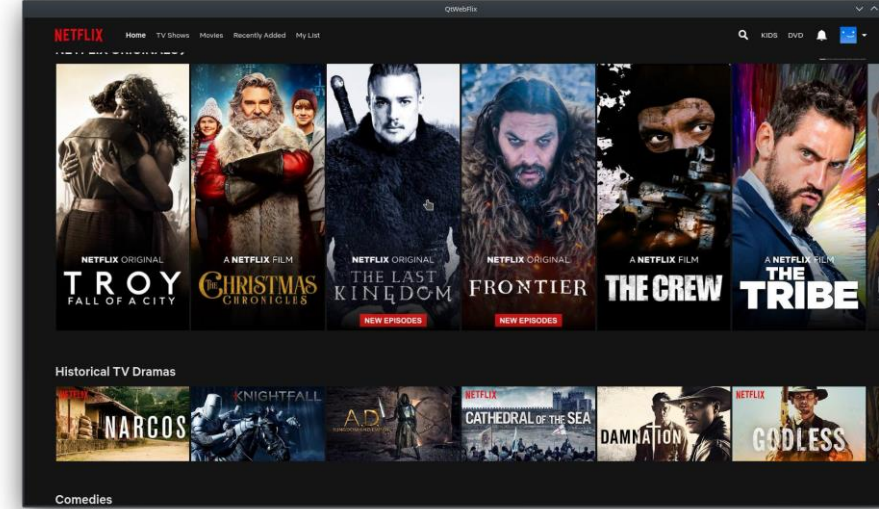 QtWebFlix
NETFLIX Home TV Shows Movies Recently Added My List KIDS DVD
NETFLIX ORIGINALS
NETFLIX ORIGINAL
TROY
FALL OF A CITY
A NETFLIX FILM
THE CHRISTMAS
CHRONICLES
NETFLIX ORIGINAL
THE LAST
KINGDOM
NEW EPISODES
NETFLIX ORIGINAL
FRONTIER
NEW EPISODES
A NETFLIX FILM
THE CREW
A NETFLIX FILM
THE
TRIBE
Historical TV Dramas
NETFLIX
NARCOS
KNIGHTFALL
A.D.
NETFLIX
CATHEDRAL OF THE SEA
DAMNATION
NETFLIX
GODLESS
Comedies